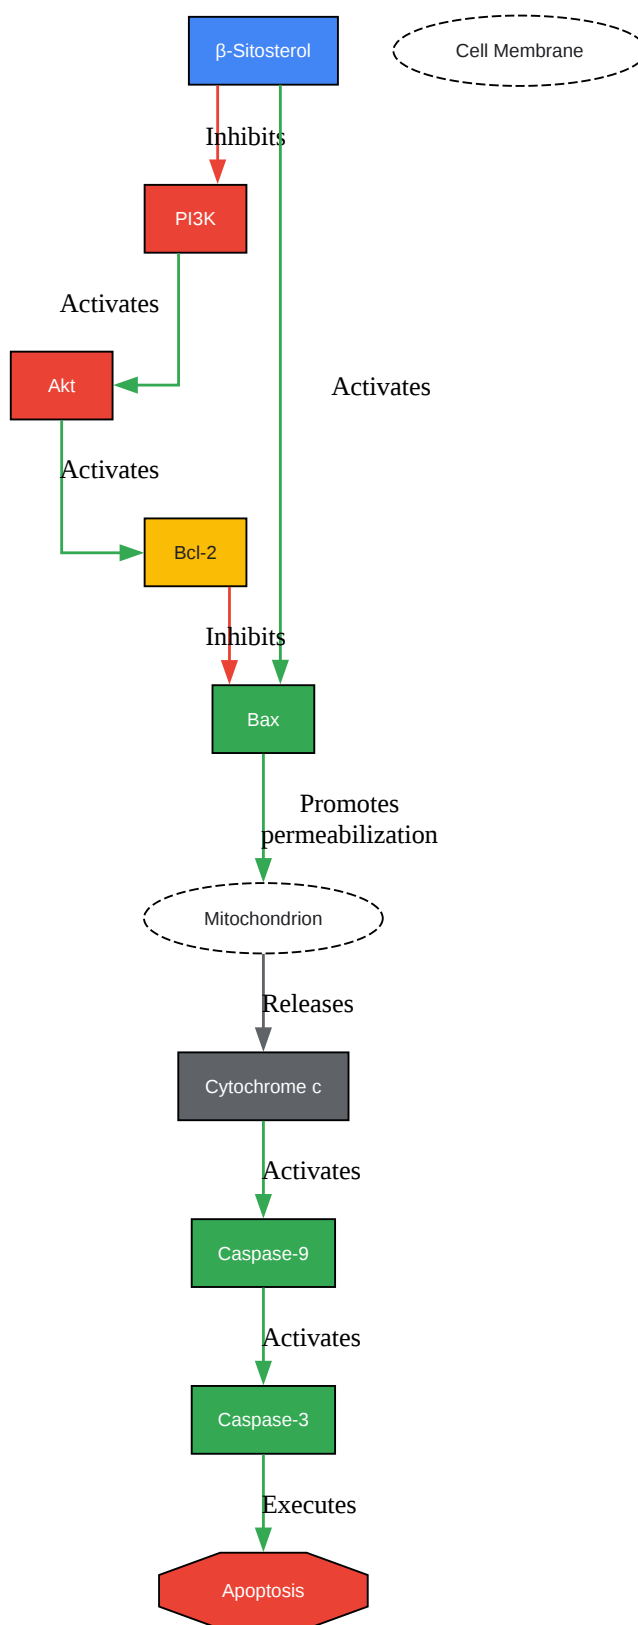 β-Sitosterol
Cell Membrane
Inhibits
PI3K
Activates
Akt
Activates
Activates
Bcl-2
Inhibits
Bax
Promotes
permeabilization
Mitochondrion
Releases
Cytochrome c
Activates
Caspase-9
Activates
Caspase-3
Executes
Apoptosis